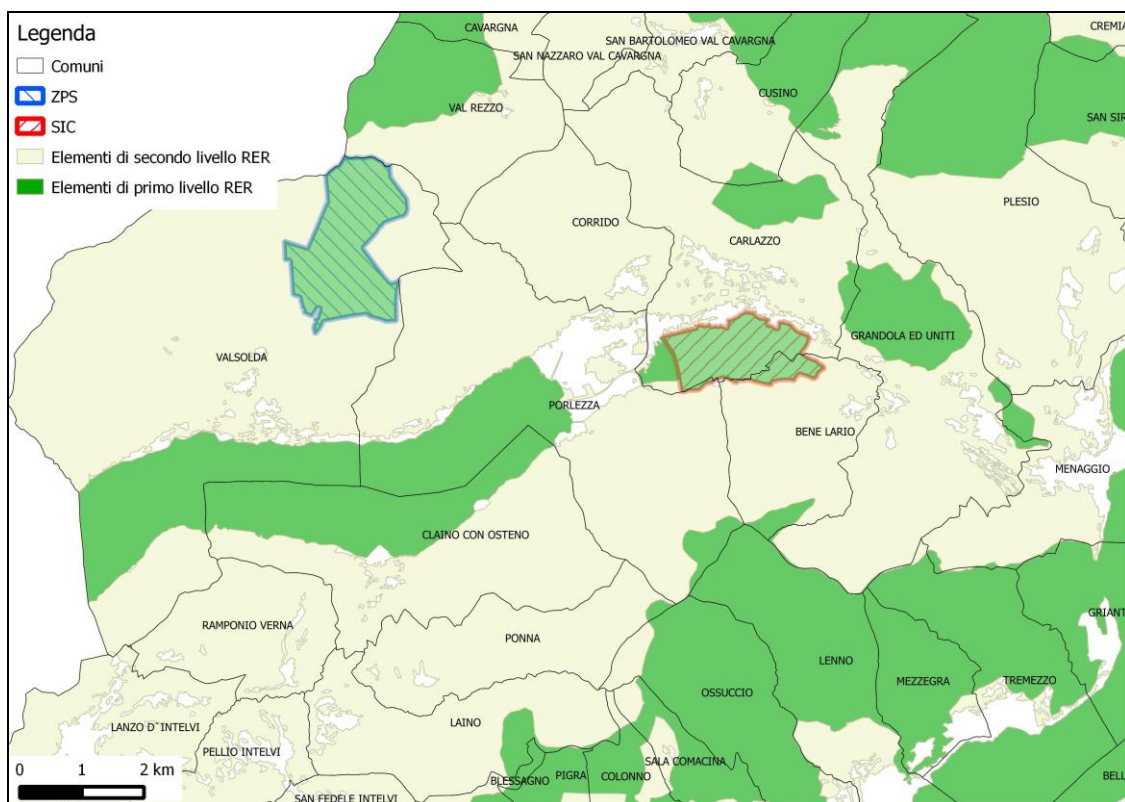 Legenda
Comuni
ZPS
SIC
Elementi di secondo livello RER
Elementi di primo livello RER
CAVARGNA
SAN BARTOLOMEO VAL CAVARGNA
CREMIA
SAN NAZZARO VAL CAVARGNA
CUSINO
VAL REZZO
SAN SIR
PLESIO
CORRIDO
CARLAZZO
GRANDOLA ED UNITI
VALSOLDA
PORLEZZA
BENE LARIO
MENAGGIO
CLAINO CON OSTENO
GRIANT
RAMPONIO VERNA
PONNA
LENNO
MEZZEGRA
TREMEZZO
OSSUCCIO
LANZO D`INTELVI
LAINO
PELLIO INTELVI
SALA COMACINA
BLESSAGNO
PIGRA
COLONNO
BELL
SAN FEDELE INTELVI
0 1 2 km